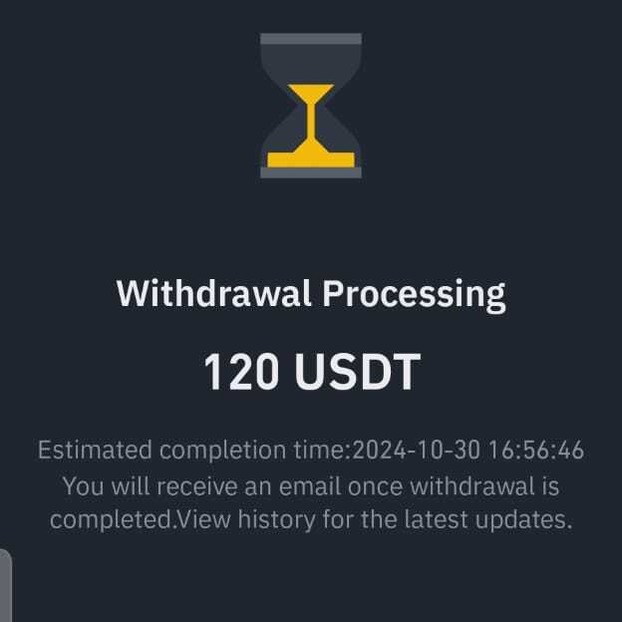 Withdrawal Processing
120 USDT
Estimated completion time:2024-10-30 16:56:46
You will receive an email once withdrawal is
completed.View history for the latest updates.